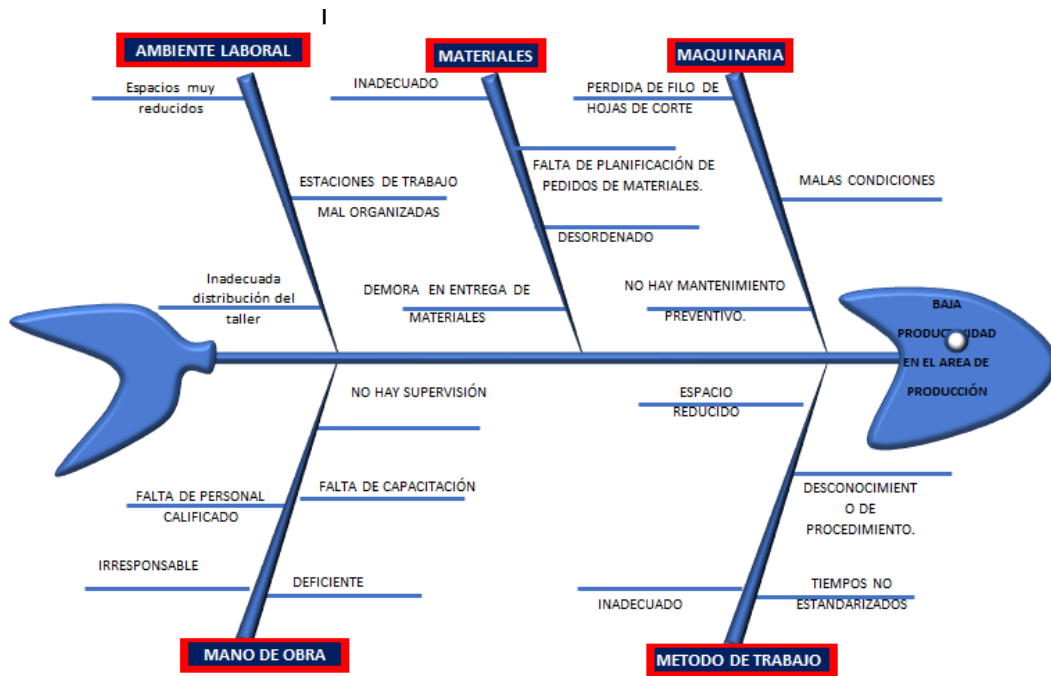 AMBIENTE LABORAL
MATERIALES
MAQUINARIA
Espacios muy
reducidos
ESTACIONES DE TRABAJO
MAL ORGANIZADAS
Inadecuada
distribución del
taller
INADECUADO
FALTA DE PLANIFICACIÓN DE
PEDIDOS DE MATERIALES.
DESORDENADO
DEMORA EN ENTREGA DE
MATERIALES
PERDIDA DE FILO DE
HOJAS DE CORTE
MALAS CONDICIONES
NO HAY MANTENIMIENTO
PREVENTIVO.
BAJA
PRODUCTIVIDAD
EN EL AREA DE
PRODUCCIÓN
NO HAY SUPERVISIÓN
FALTA DE CAPACITACIÓN
FALTA DE PERSONAL
CALIFICADO
IRRESPONSABLE
DEFICIENTE
MANO DE OBRA
ESPACIO
REDUCIDO
DESCONOCIMIENT
O DE
PROCEDIMIENTO.
INADECUADO
TIEMPOS NO
ESTANDARIZADOS
METODO DE TRABAJO